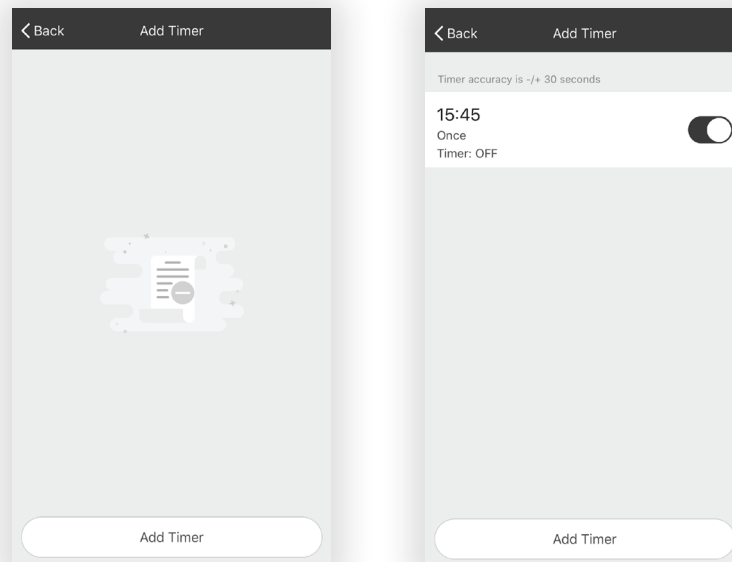 Back Add Timer
Add Timer
Back Add Timer
Timer accuracy is -/+ 30 seconds
15:45
Once
Timer: OFF
Add Timer